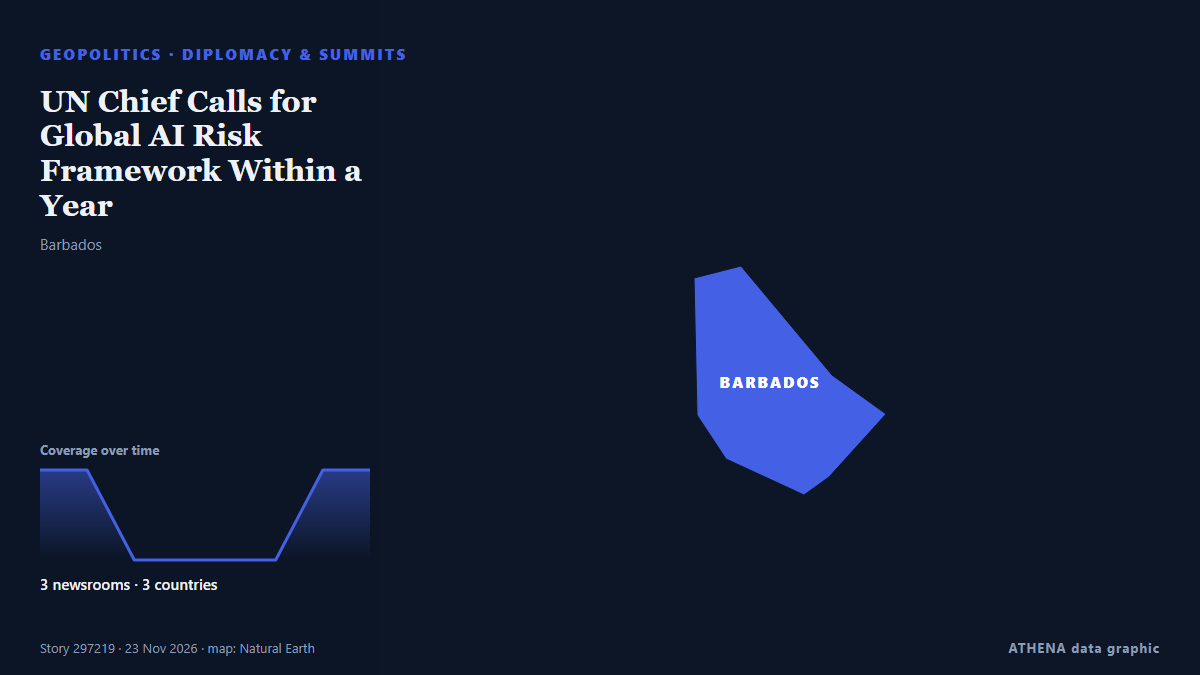 GEOPOLITICS · DIPLOMACY & SUMMITS
UN Chief Calls for
Global AI Risk
Framework Within a
Year
Barbados
BARBADOS
Coverage over time
3 newsrooms · 3 countries
Story 297219 · 23 Nov 2026 · map: Natural Earth
ATHENA data graphic